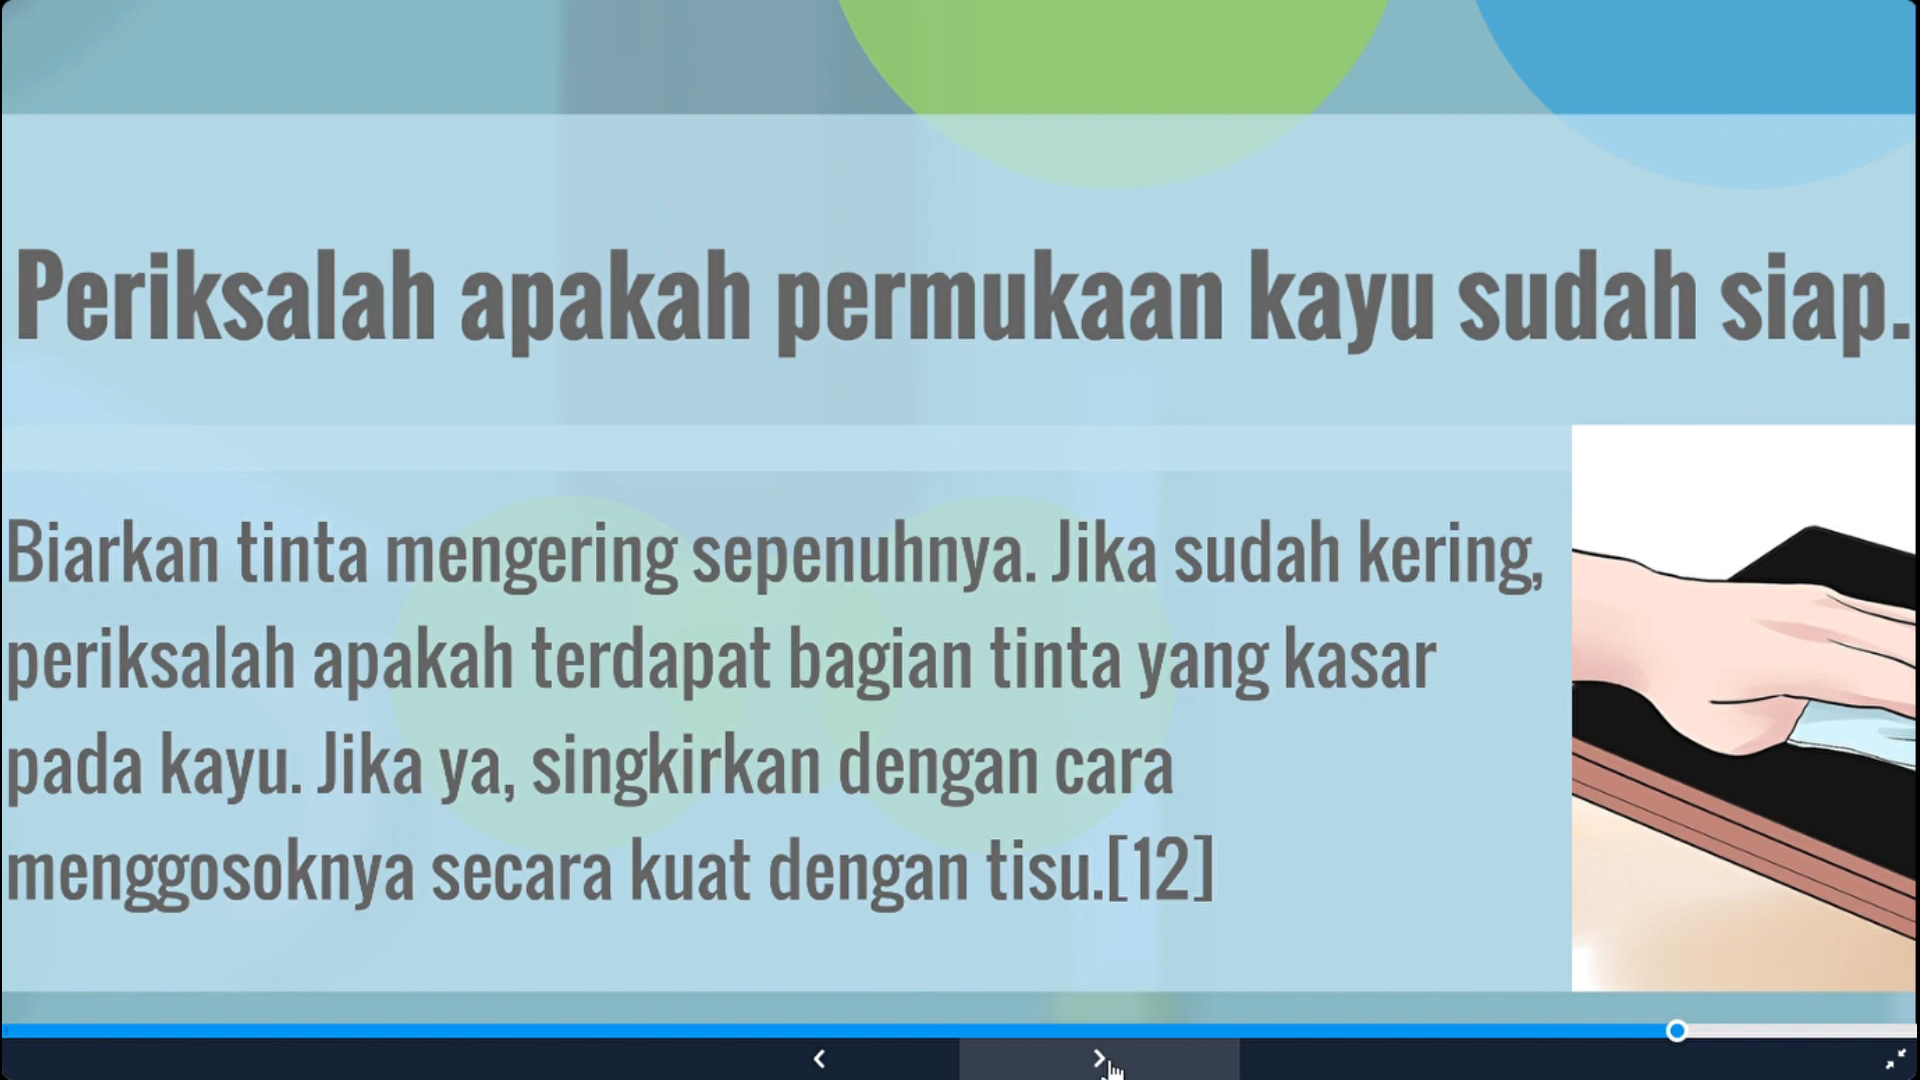 Periksalah apakah permukaan kayu sudah siap.
Biarkan tinta mengering sepenuhnya. Jika sudah kering,
periksalah apakah terdapat bagian tinta yang kasar
pada kayu. Jika ya, singkirkan dengan cara
menggosoknya secara kuat dengan tisu.[12]